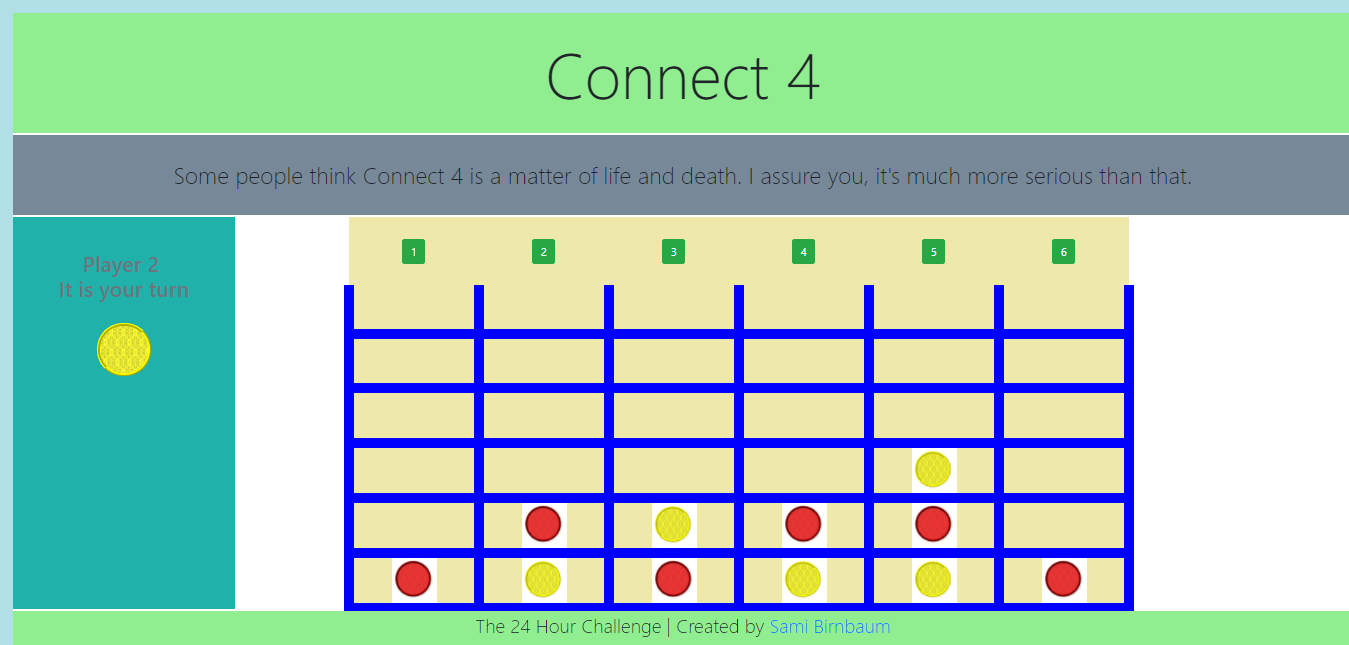 Connect 4
Some people think Connect 4 is a matter of life and death. I assure you, it's much more serious than that.
Player 2
It is your turn
1 2 3 4 5 6
The 24 Hour Challenge | Created by Sami Birnbaum